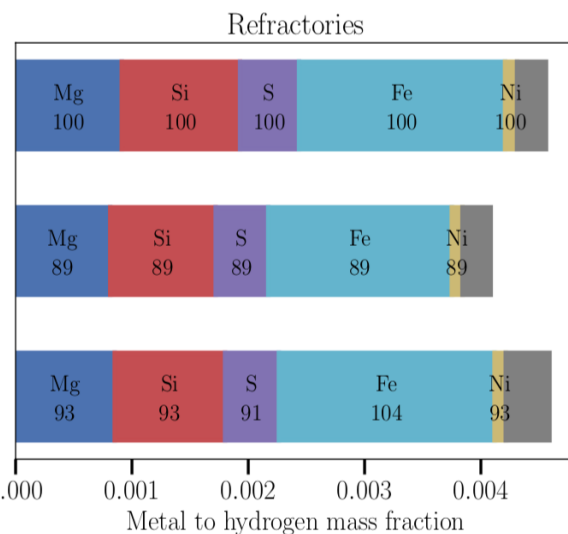 Refractories
Mg Si S Fe Ni
100 100 100 100 100
Mg Si S Fe Ni
89 89 89 89 89
Mg Si S Fe Ni
93 93 91 104 93
.000 0.001 0.002 0.003 0.004
Metal to hydrogen mass fraction